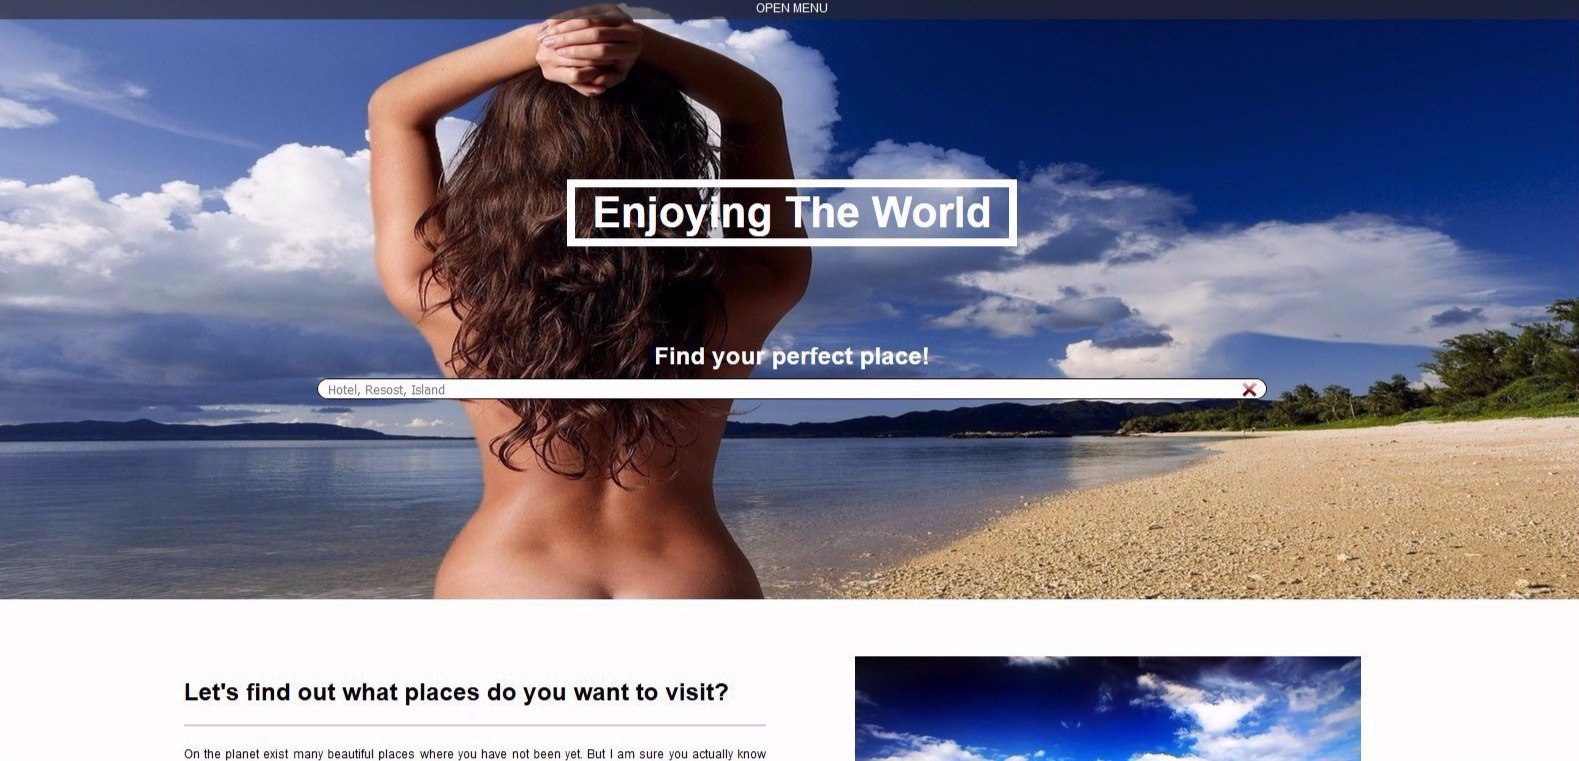 OPEN MENU
Enjoying The World
Find your perfect place!
Hotel, Resost, Island
Let's find out what places do you want to visit?
On the planet exist many beautiful places where you have not been yet. But I am sure you actually know